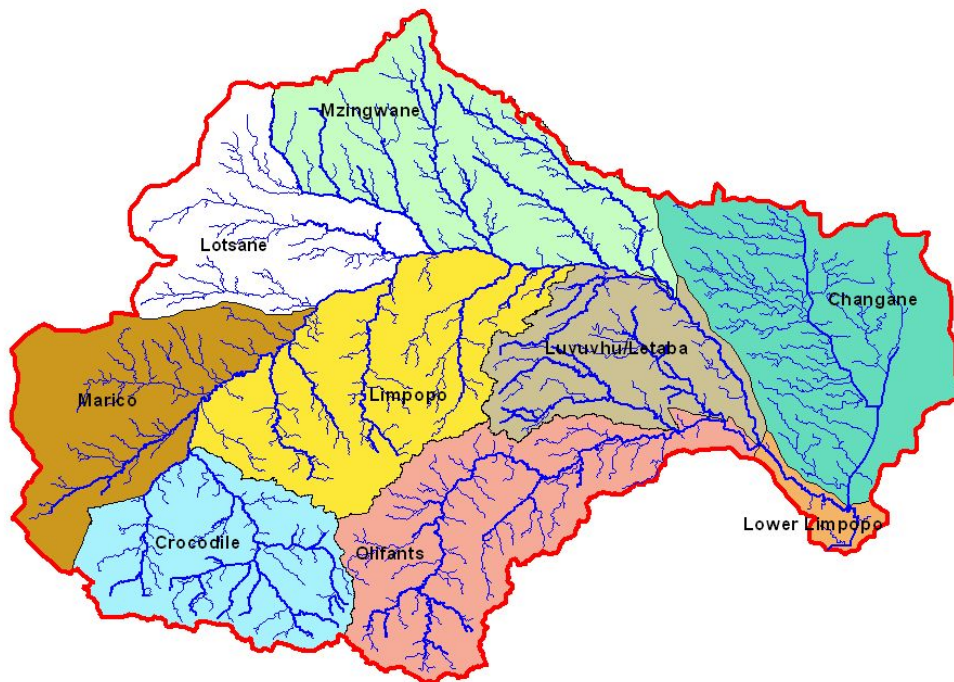 Mzingwane
Lotsane
Changane
Luvuvhu/Letaba
Marico
Limpopo
Lower Limpopo
Crocodile
Olifants